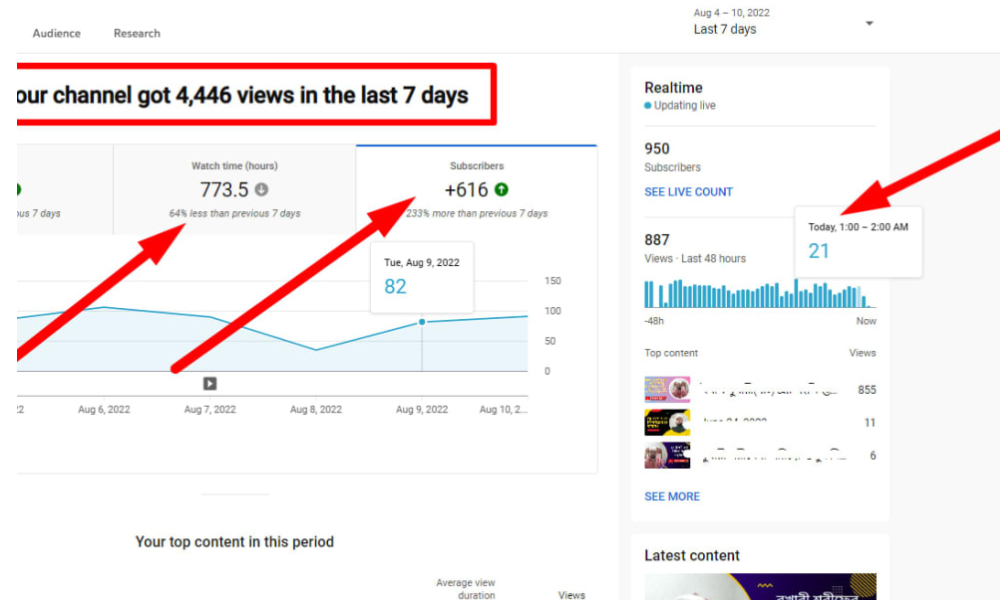 Aug 4 – 10, 2022
Audience Research
Last 7 days
our channel got 4,446 views in the last 7 days
Realtime
Updating live
Watch time (hours)
773.5
64% less than previous 7 days
Subscribers
+616
233% more than previous 7 days
7 days
950
Subscribers
SEE LIVE COUNT
Today, 1:00 – 2:00 AM
21
887
Views · Last 48 hours
Tue, Aug 9, 2022
82
150
100
50
0
-48h Now
Top content Views
855
11
6
Aug 6, 2022 Aug 7, 2022 Aug 8, 2022 Aug 9, 2022 Aug 10, 2...
SEE MORE
Your top content in this period
Latest content
Average view
duration Views